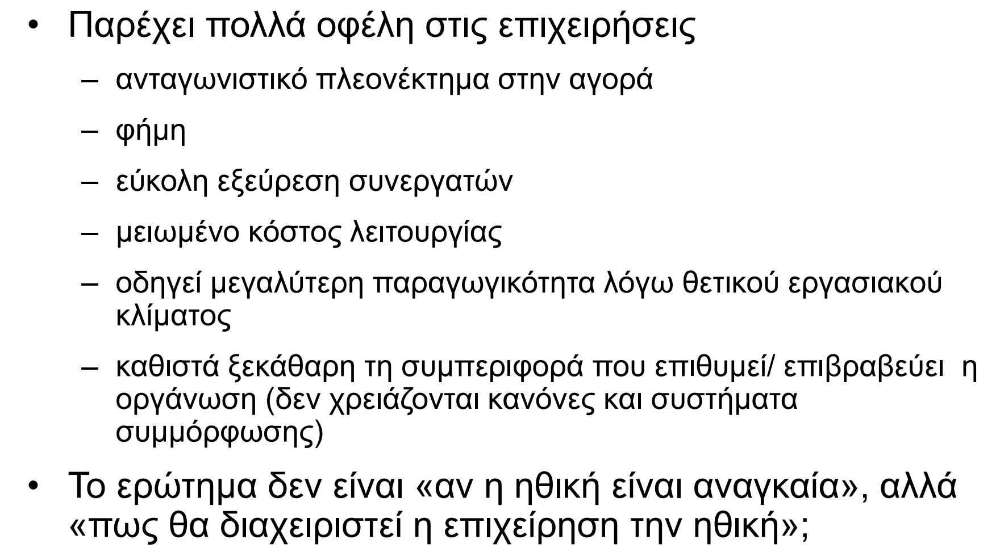 • Παρέχει πολλά οφέλη στις επιχειρήσεις
– ανταγωνιστικό πλεονέκτημα στην αγορά
– φήμη
– εύκολη εξεύρεση συνεργατών
– μειωμένο κόστος λειτουργίας
– οδηγεί μεγαλύτερη παραγωγικότητα λόγω θετικού εργασιακού
κλίματος
– καθιστά ξεκάθαρη τη συμπεριφορά που επιθυμεί/ επιβραβεύει  η
οργάνωση (δεν χρειάζονται κανόνες και συστήματα
συμμόρφωσης)
• Το ερώτημα δεν είναι «αν η ηθική είναι αναγκαία», αλλά
«πως θα διαχειριστεί η επιχείρηση την ηθική»;